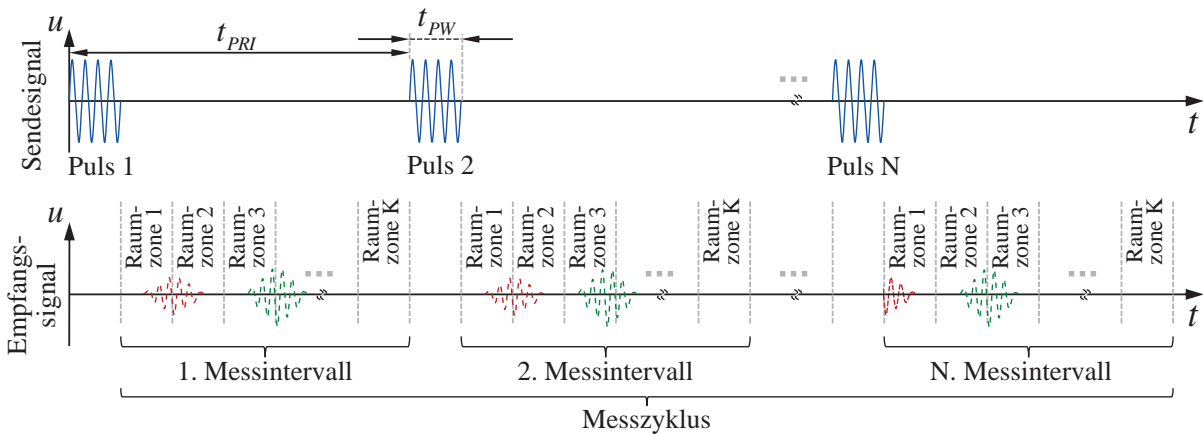 u
t_PRI
t_PW
Sendesignal
...
t
Puls 1
Puls 2
Puls N
u
Empfangs-
signal
Raum-
zone 1
Raum-
zone 2
Raum-
zone 3
...
Raum-
zone K
Raum-
zone 1
Raum-
zone 2
Raum-
zone 3
...
Raum-
zone K
...
Raum-
zone 1
Raum-
zone 2
Raum-
zone 3
...
Raum-
zone K
t
1. Messintervall
2. Messintervall
N. Messintervall
Messzyklus